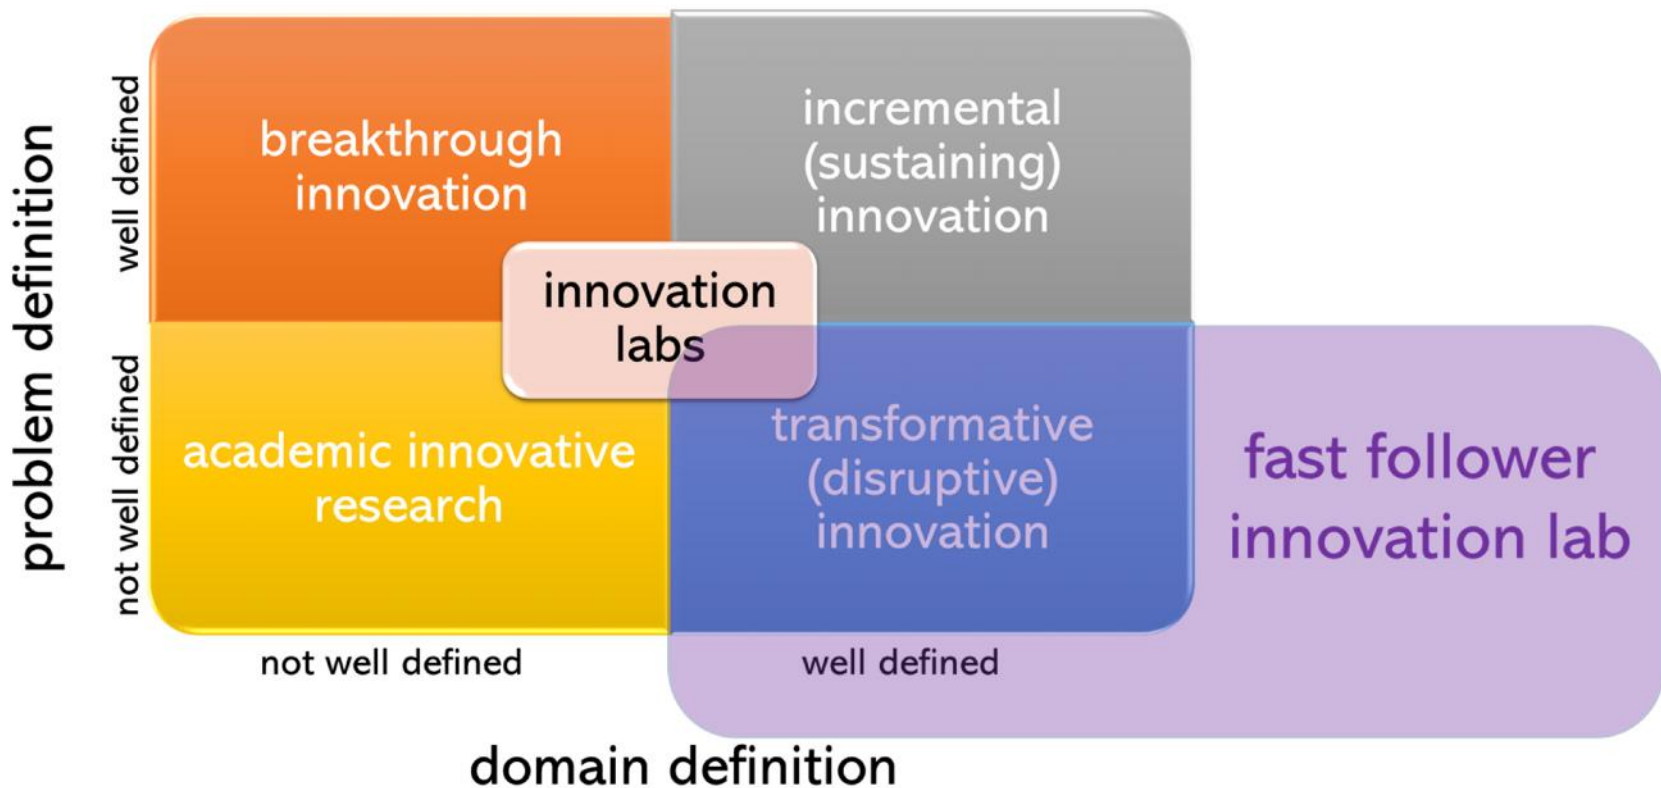 problem definition
well defined
not well defined
breakthrough
innovation
incremental
(sustaining)
innovation
innovation
labs
academic innovative
research
transformative
(disruptive)
innovation
fast follower
innovation lab
not well defined
well defined
domain definition